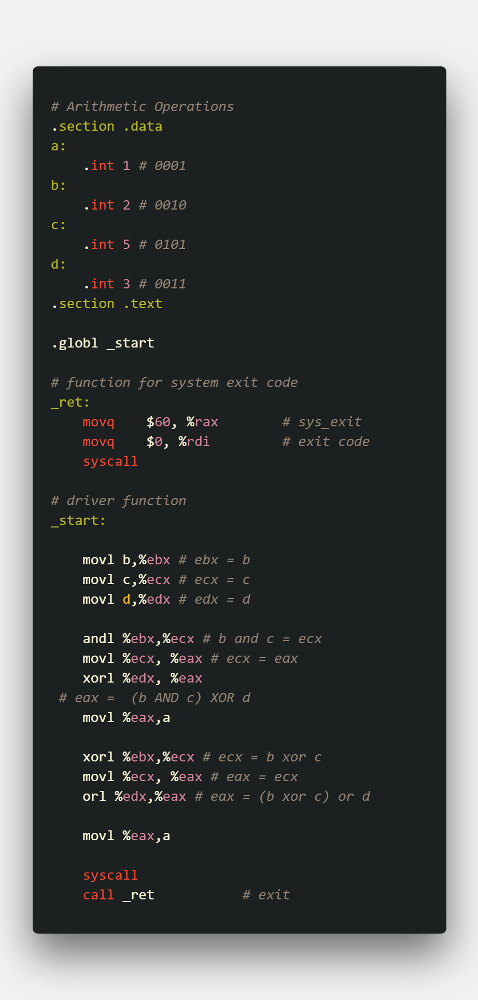 # Arithmetic Operations
.section .data
a:
    .int 1 # 0001
b:
    .int 2 # 0010
c:
    .int 5 # 0101
d:
    .int 3 # 0011
.section .text

.globl _start

# function for system exit code
_ret:
    movq    $60, %rax        # sys_exit
    movq    $0, %rdi         # exit code
    syscall

# driver function
_start:

    movl b,%ebx # ebx = b
    movl c,%ecx # ecx = c
    movl d,%edx # edx = d

    andl %ebx,%ecx # b and c = ecx
    movl %ecx, %eax # ecx = eax
    xorl %edx, %eax
 # eax =  (b AND c) XOR d
    movl %eax,a

    xorl %ebx,%ecx # ecx = b xor c
    movl %ecx, %eax # eax = ecx
    orl %edx,%eax # eax = (b xor c) or d

    movl %eax,a

    syscall
    call _ret           # exit